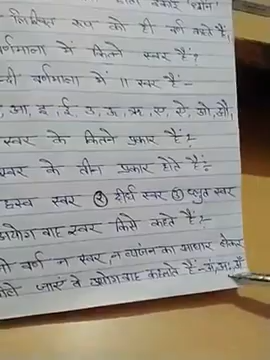 लिखित रूप को ही वर्ण कहते हैं,
वर्णमाला में कितने स्वर हैं?
वर्णमाला में 11 स्वर हैं -
आ, इ, ई, उ, ऊ, ऋ, ए, ऐ, ओ, औ,
स्वर के कितने प्रकार हैं?
स्वर के तीन प्रकार होते हैं:
ह्रस्व स्वर ② दीर्घ स्वर ③ प्लुत स्वर
अयोगवाह स्वर किसे कहते हैं?
जो वर्ण न स्वर, न व्यंजन का आधार लेकर
बोले जाएं वे अयोगवाह कहलाते हैं-